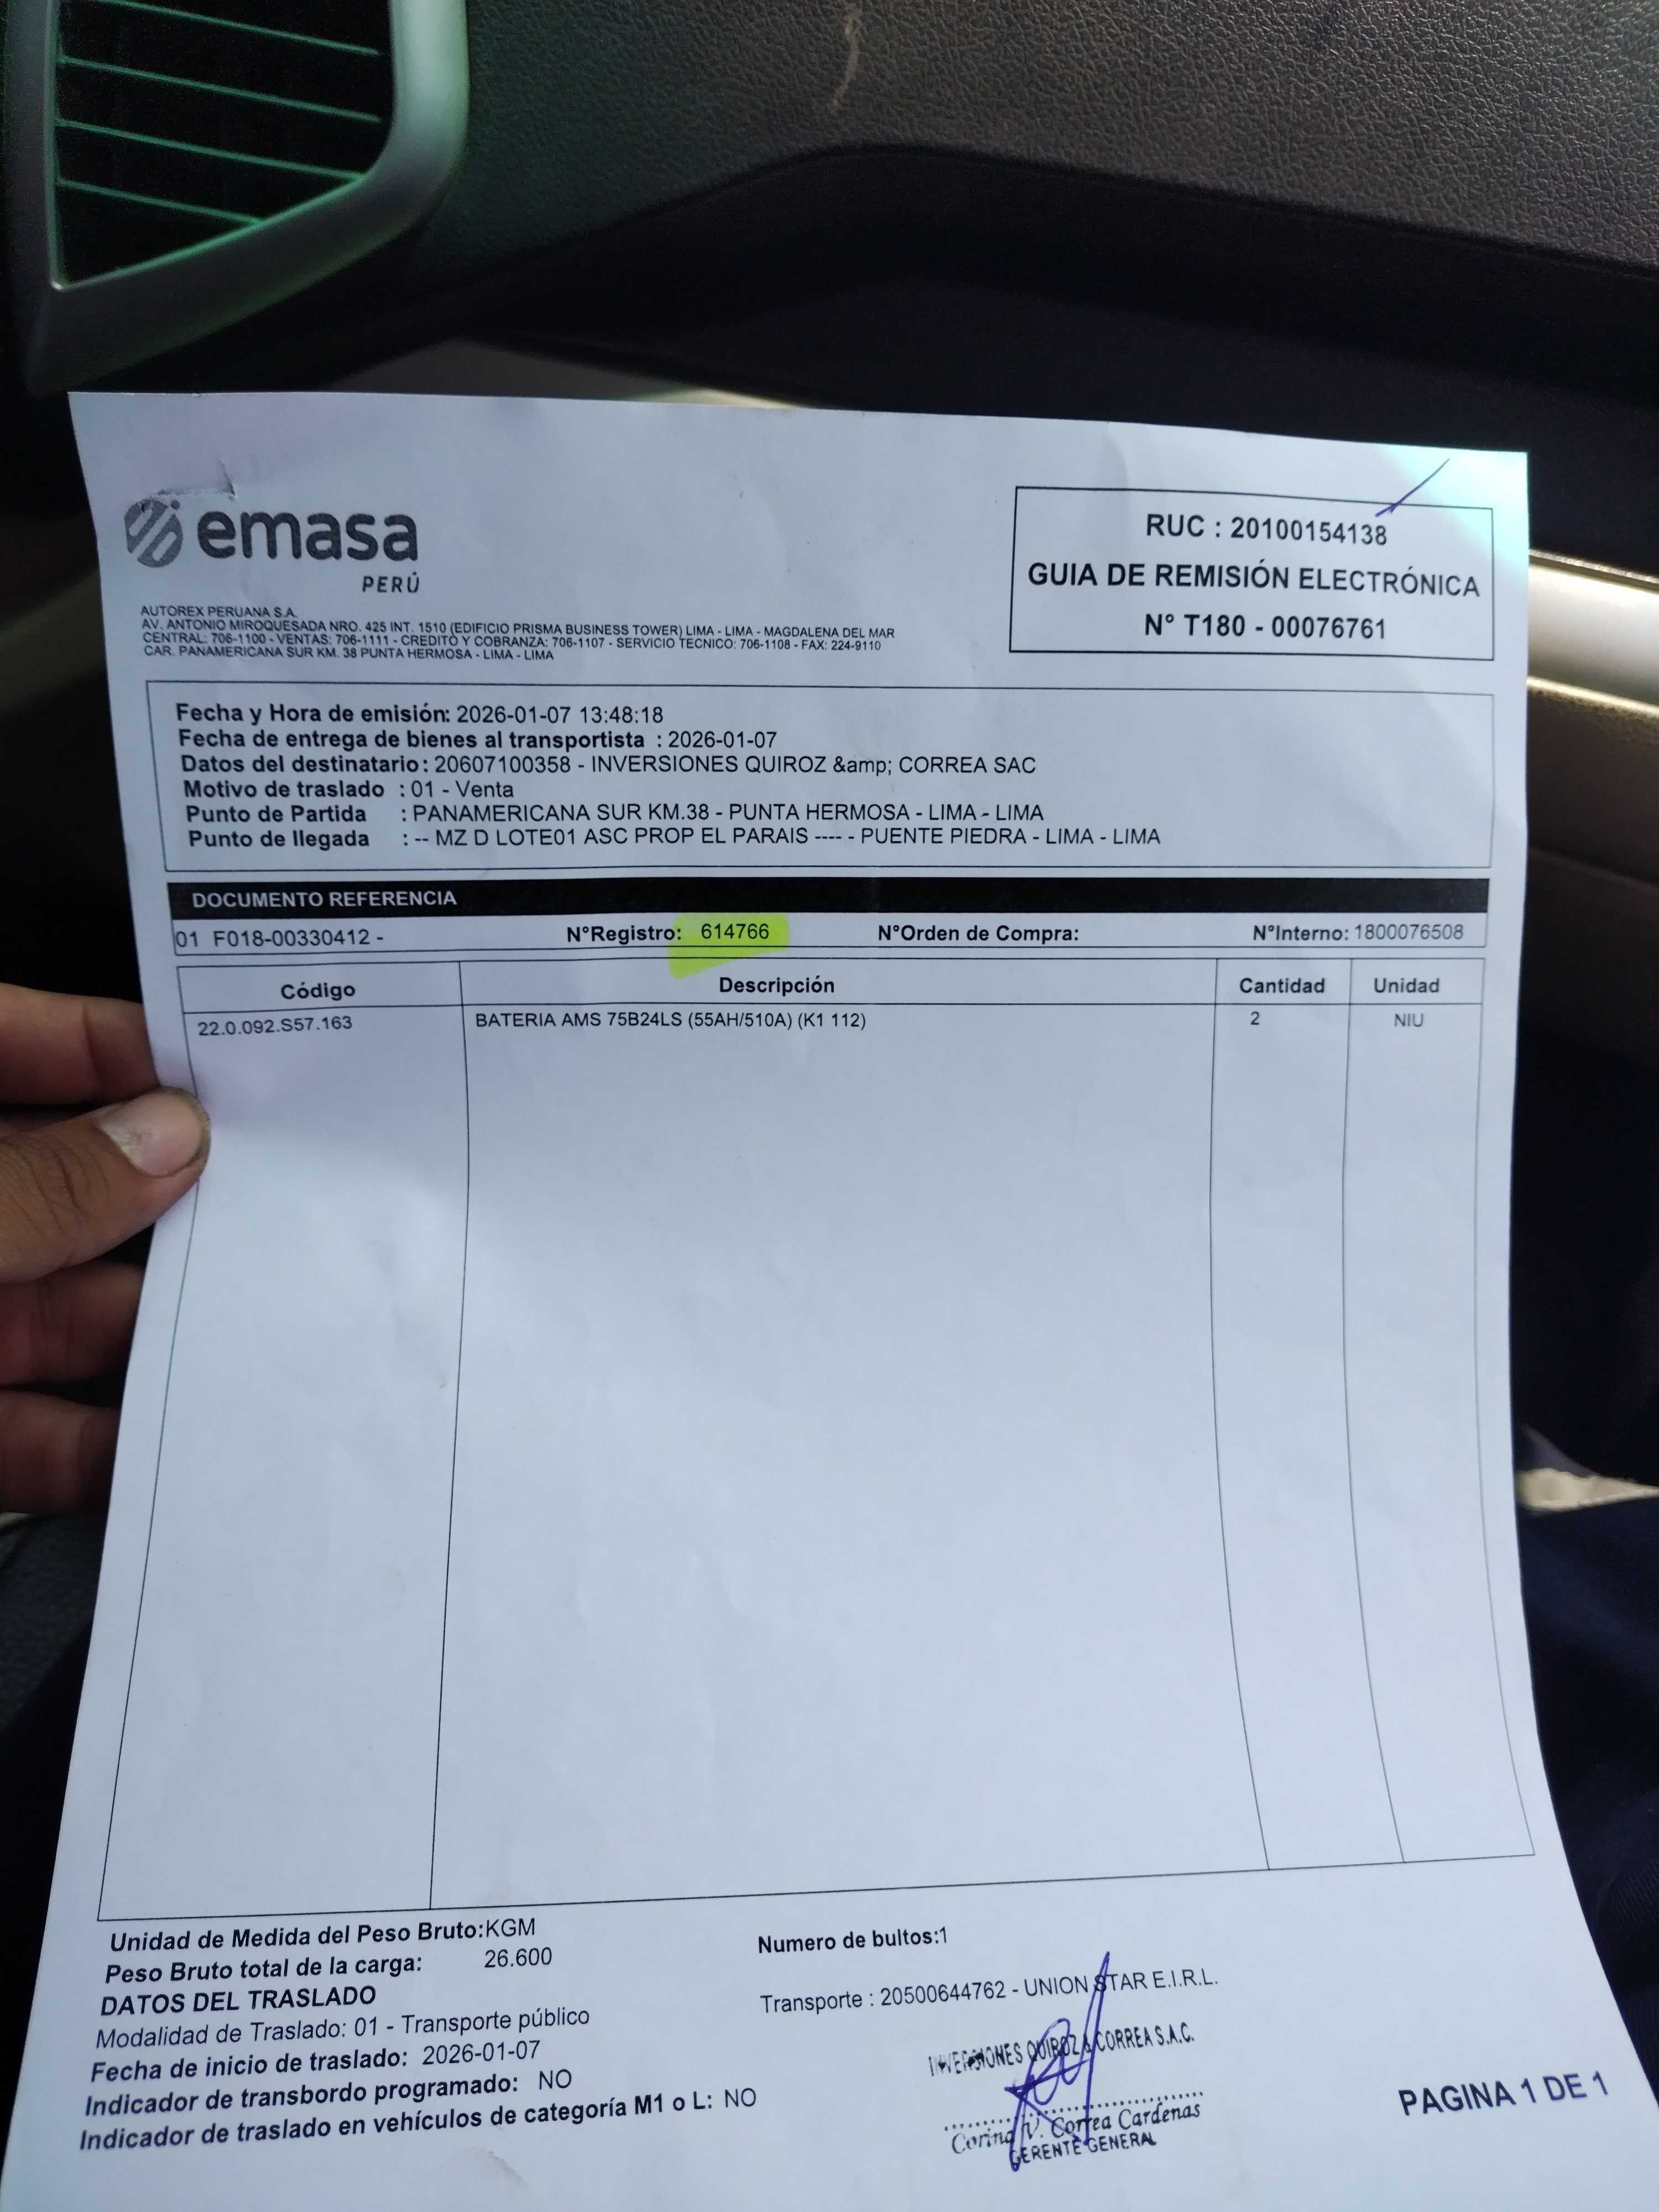 emasa
PERÚ
AUTOREX PERUANA S.A.
AV. ANTONIO MIROQUESADA NRO. 425 INT. 1510 (EDIFICIO PRISMA BUSINESS TOWER) LIMA - LIMA - MAGDALENA DEL MAR
CENTRAL: 706-1100 - VENTAS: 706-1111 - CREDITO Y COBRANZA: 706-1107 - SERVICIO TECNICO: 706-1108 - FAX: 224-9110
CAR. PANAMERICANA SUR KM. 38 PUNTA HERMOSA - LIMA - LIMA
RUC : 20100154138
GUIA DE REMISIÓN ELECTRÓNICA
N° T180 - 00076761
Fecha y Hora de emisión: 2026-01-07 13:48:18
Fecha de entrega de bienes al transportista : 2026-01-07
Datos del destinatario: 20607100358 - INVERSIONES QUIROZ &amp; CORREA SAC
Motivo de traslado : 01 - Venta
Punto de Partida : PANAMERICANA SUR KM.38 - PUNTA HERMOSA - LIMA - LIMA
Punto de llegada : -- MZ D LOTE01 ASC PROP EL PARAIS ---- - PUENTE PIEDRA - LIMA - LIMA
DOCUMENTO REFERENCIA
01 F018-00330412 - N°Registro: 614766 N°Orden de Compra: N°Interno: 1800076508
Código Descripción Cantidad Unidad
22.0.092.S57.163 BATERIA AMS 75B24LS (55AH/510A) (K1 112) 2 NIU
Unidad de Medida del Peso Bruto:KGM
Peso Bruto total de la carga: 26.600
Numero de bultos:1
DATOS DEL TRASLADO
Modalidad de Traslado: 01 - Transporte público
Transporte : 20500644762 - UNION STAR E.I.R.L.
Fecha de inicio de traslado: 2026-01-07
Indicador de transbordo programado: NO
Indicador de traslado en vehículos de categoría M1 o L: NO
INVERSIONES QUIROZ & CORREA S.A.C.
Corina V. Correa Cardenas
GERENTE GENERAL
PAGINA 1 DE 1